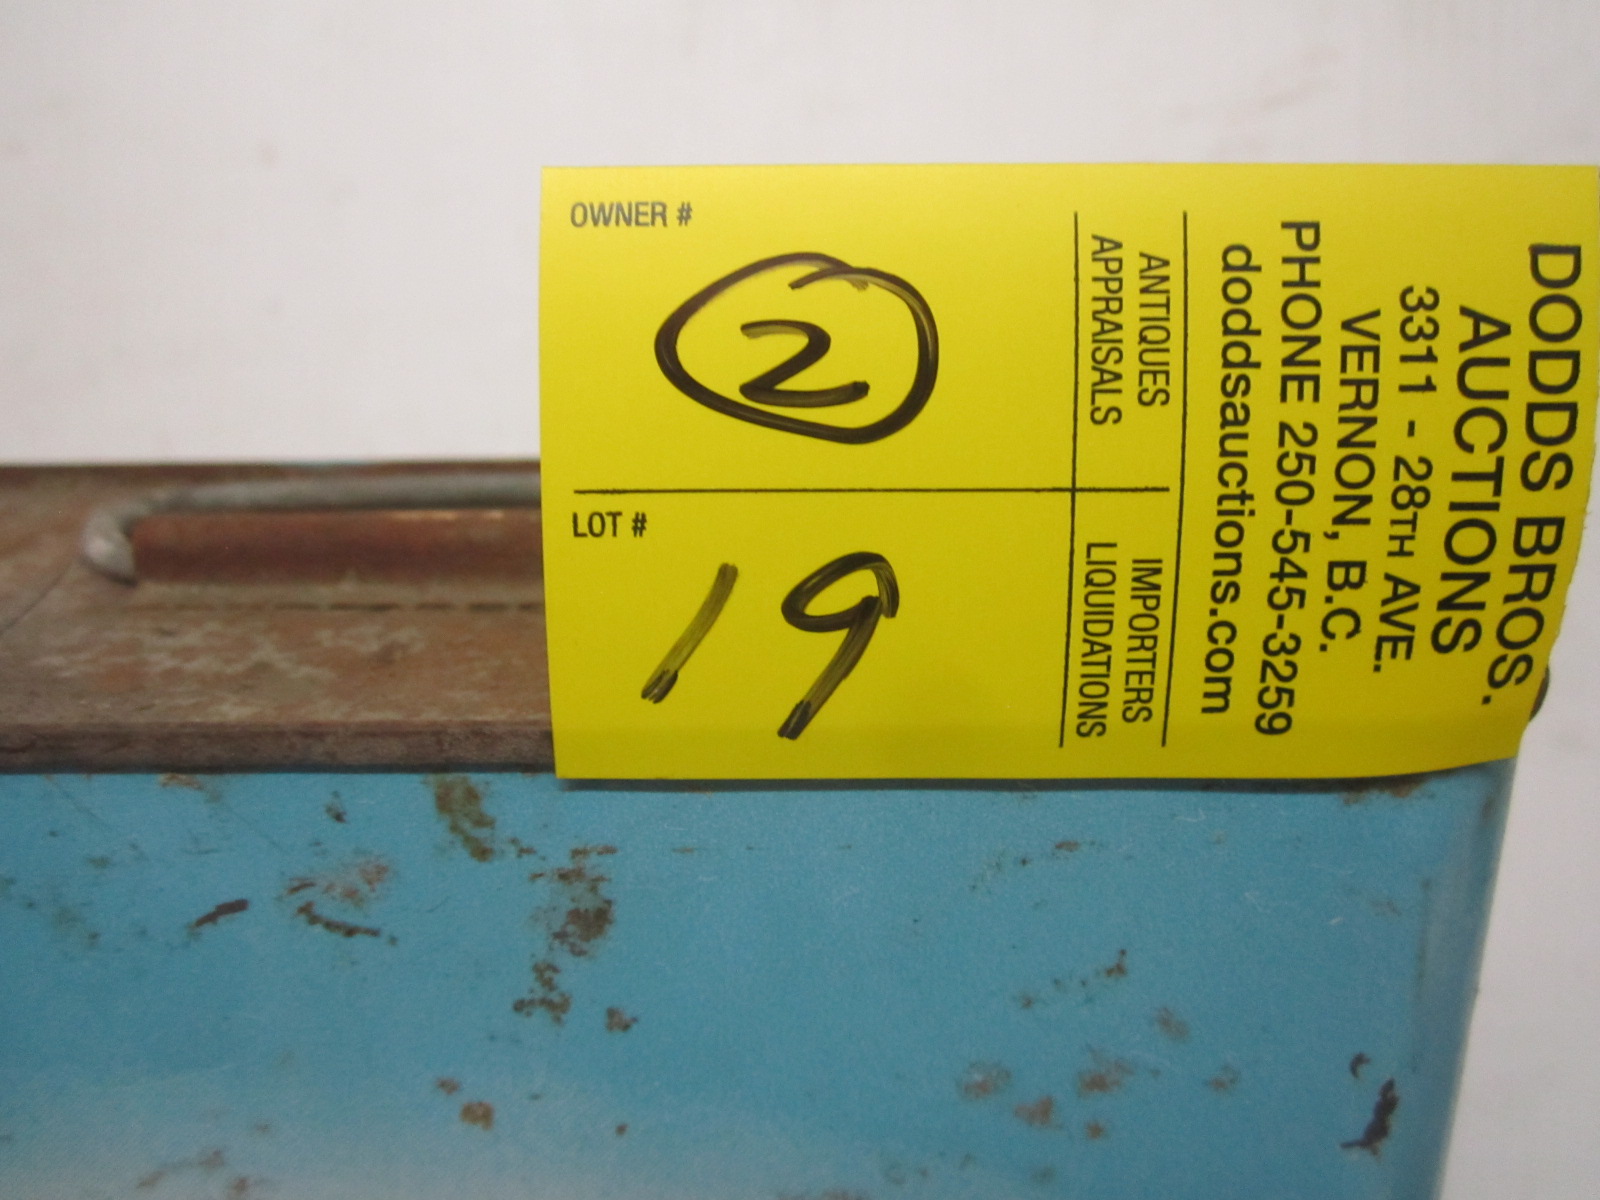 DODDS BROS.
AUCTIONS
3311 - 28TH AVE.
VERNON, B.C.
PHONE 250-545-3259
doddsauctions.com
ANTIQUES
APPRAISALS
IMPORTERS
LIQUIDATIONS
OWNER #
2
LOT #
19